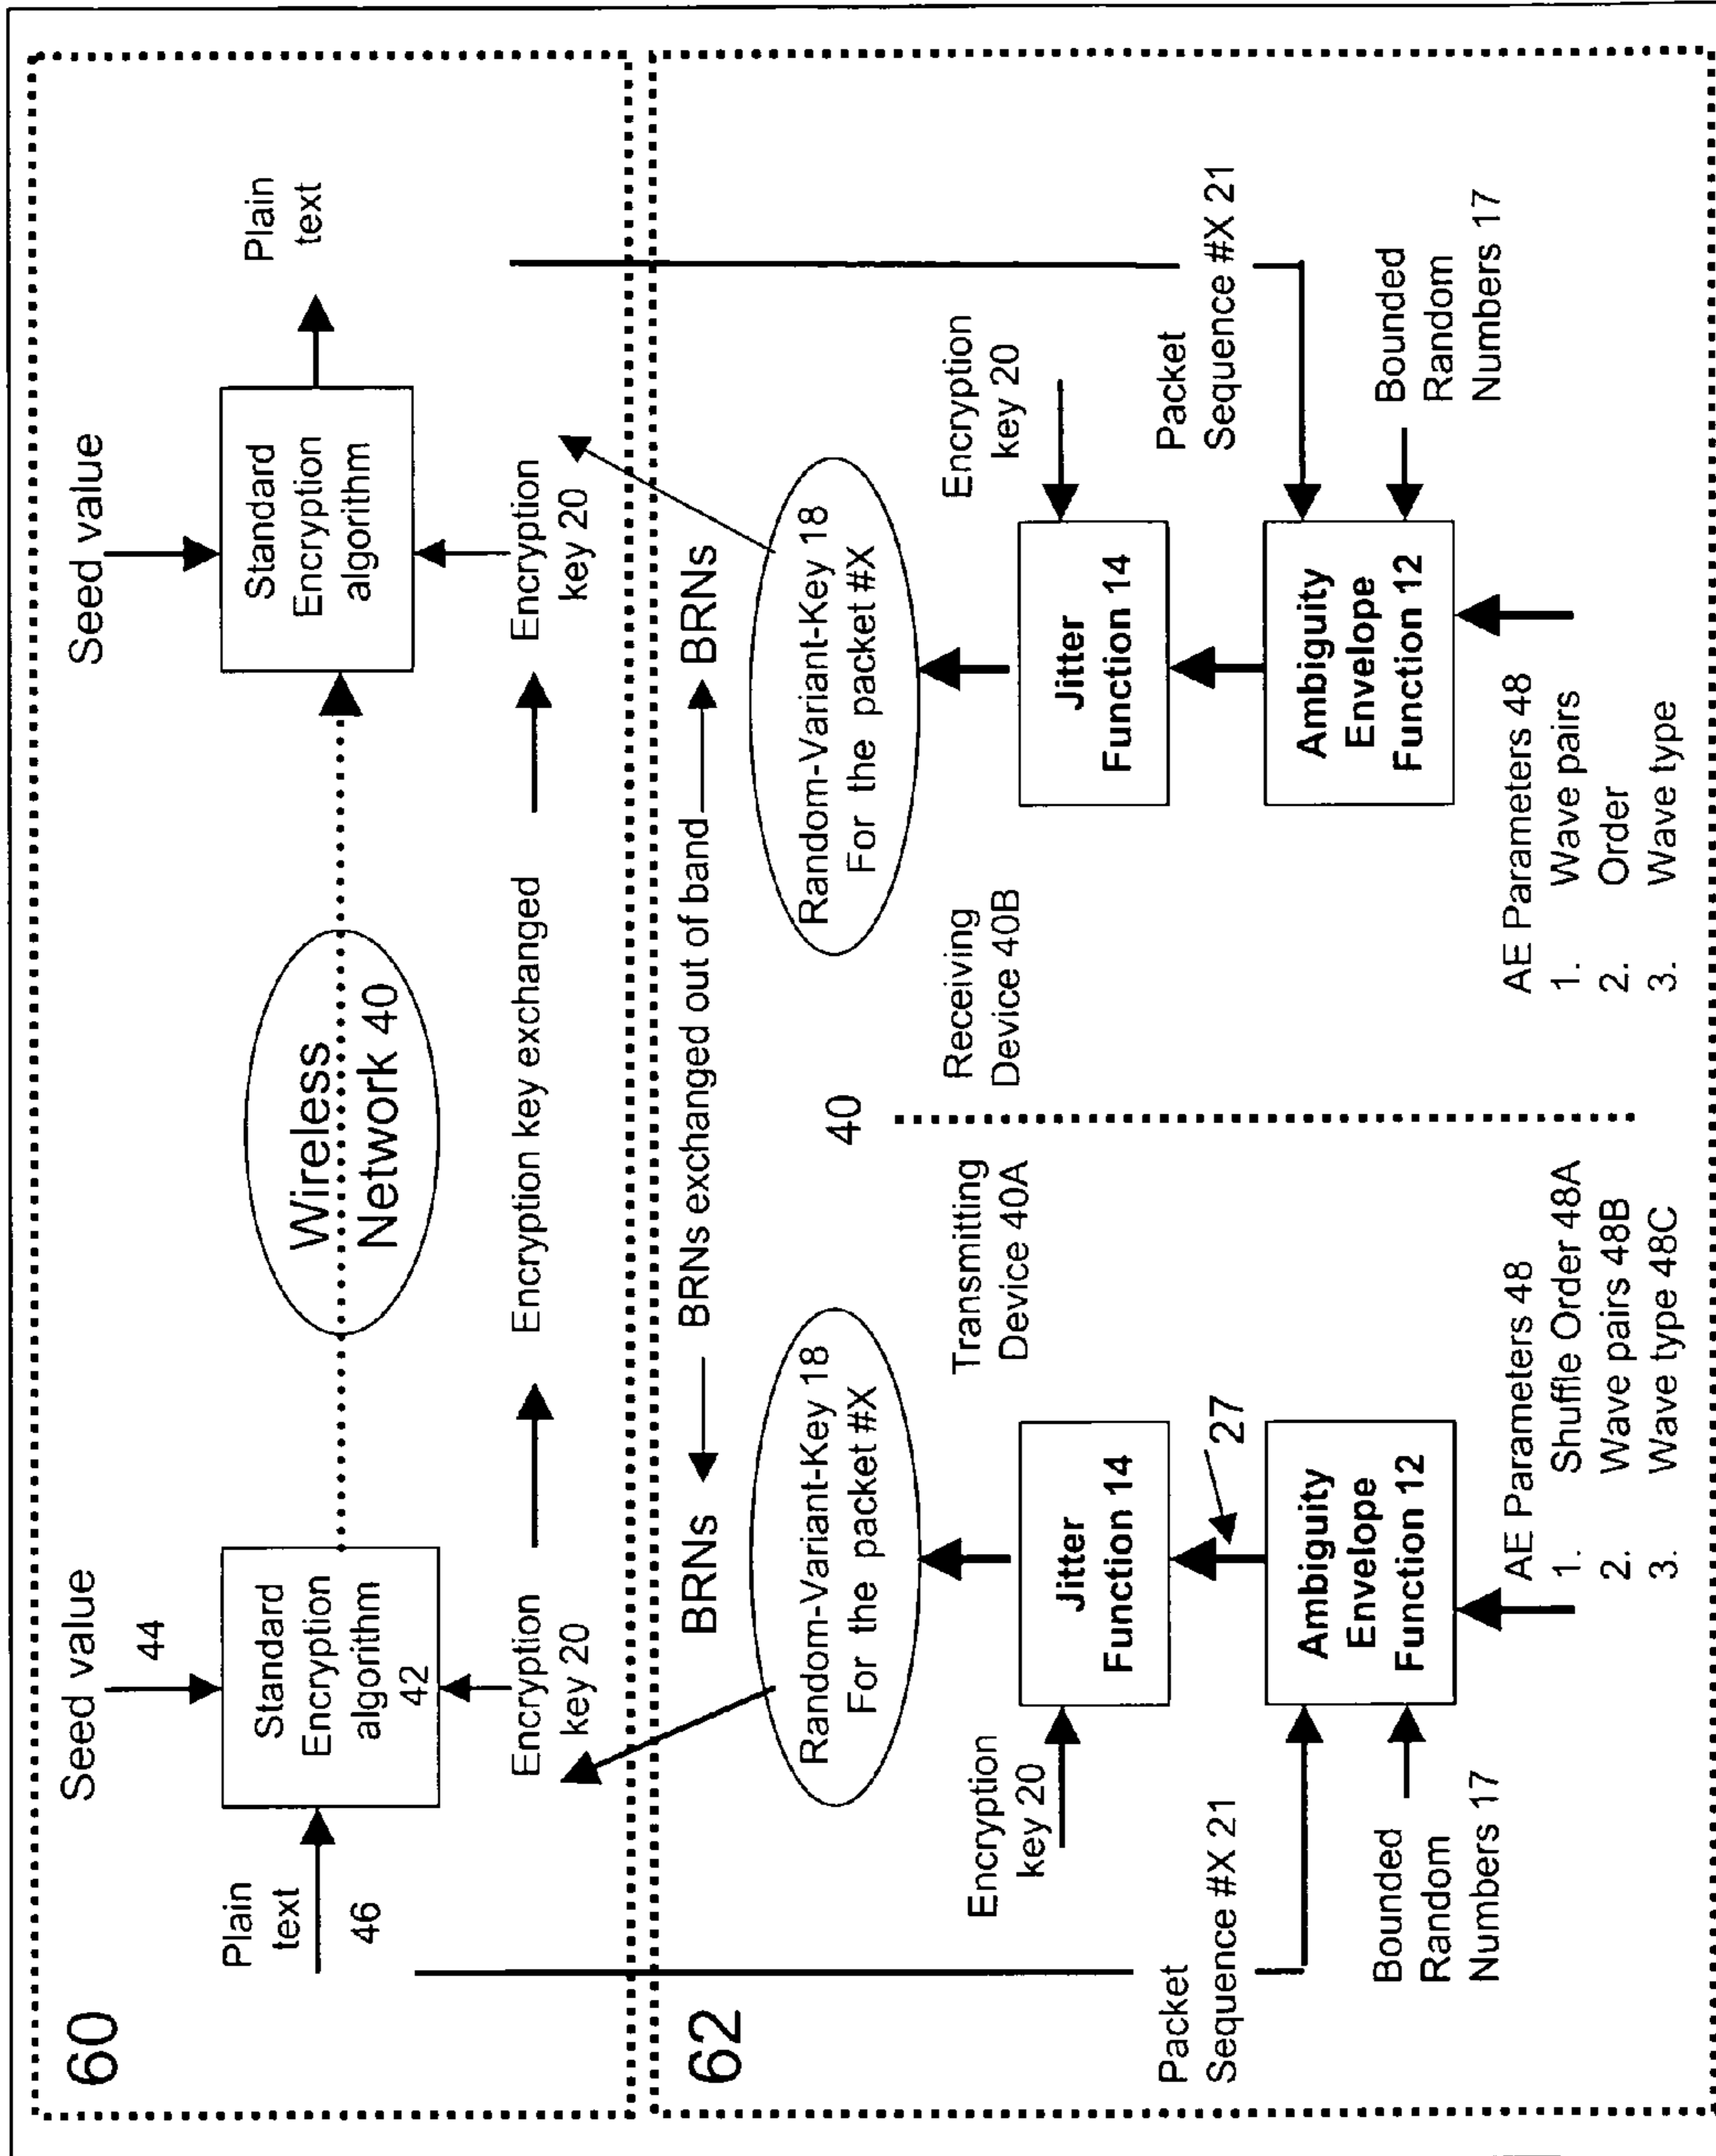 60
Seed value
44
Plain
text
46
Standard
Encryption
algorithm
42
Encryption
key 20
Wireless
Network 40
Encryption key exchanged
Seed value
Standard
Encryption
algorithm
Plain
text
Encryption
key 20
62
BRNs
BRNs exchanged out of band
BRNs
Random-Variant-Key 18
For the packet #X
Transmitting
Device 40A
40
Encryption
key 20
Jitter
Function 14
27
Packet
Sequence #X 21
Ambiguity
Envelope
Function 12
Bounded
Random
Numbers 17
AE Parameters 48
1. Shuffle Order 48A
2. Wave pairs 48B
3. Wave type 48C
Random-Variant-Key 18
For the packet #X
Receiving
Device 40B
Jitter
Function 14
Encryption
key 20
Packet
Sequence #X 21
Ambiguity
Envelope
Function 12
Bounded
Random
Numbers 17
AE Parameters 48
1. Wave pairs
2. Order
3. Wave type